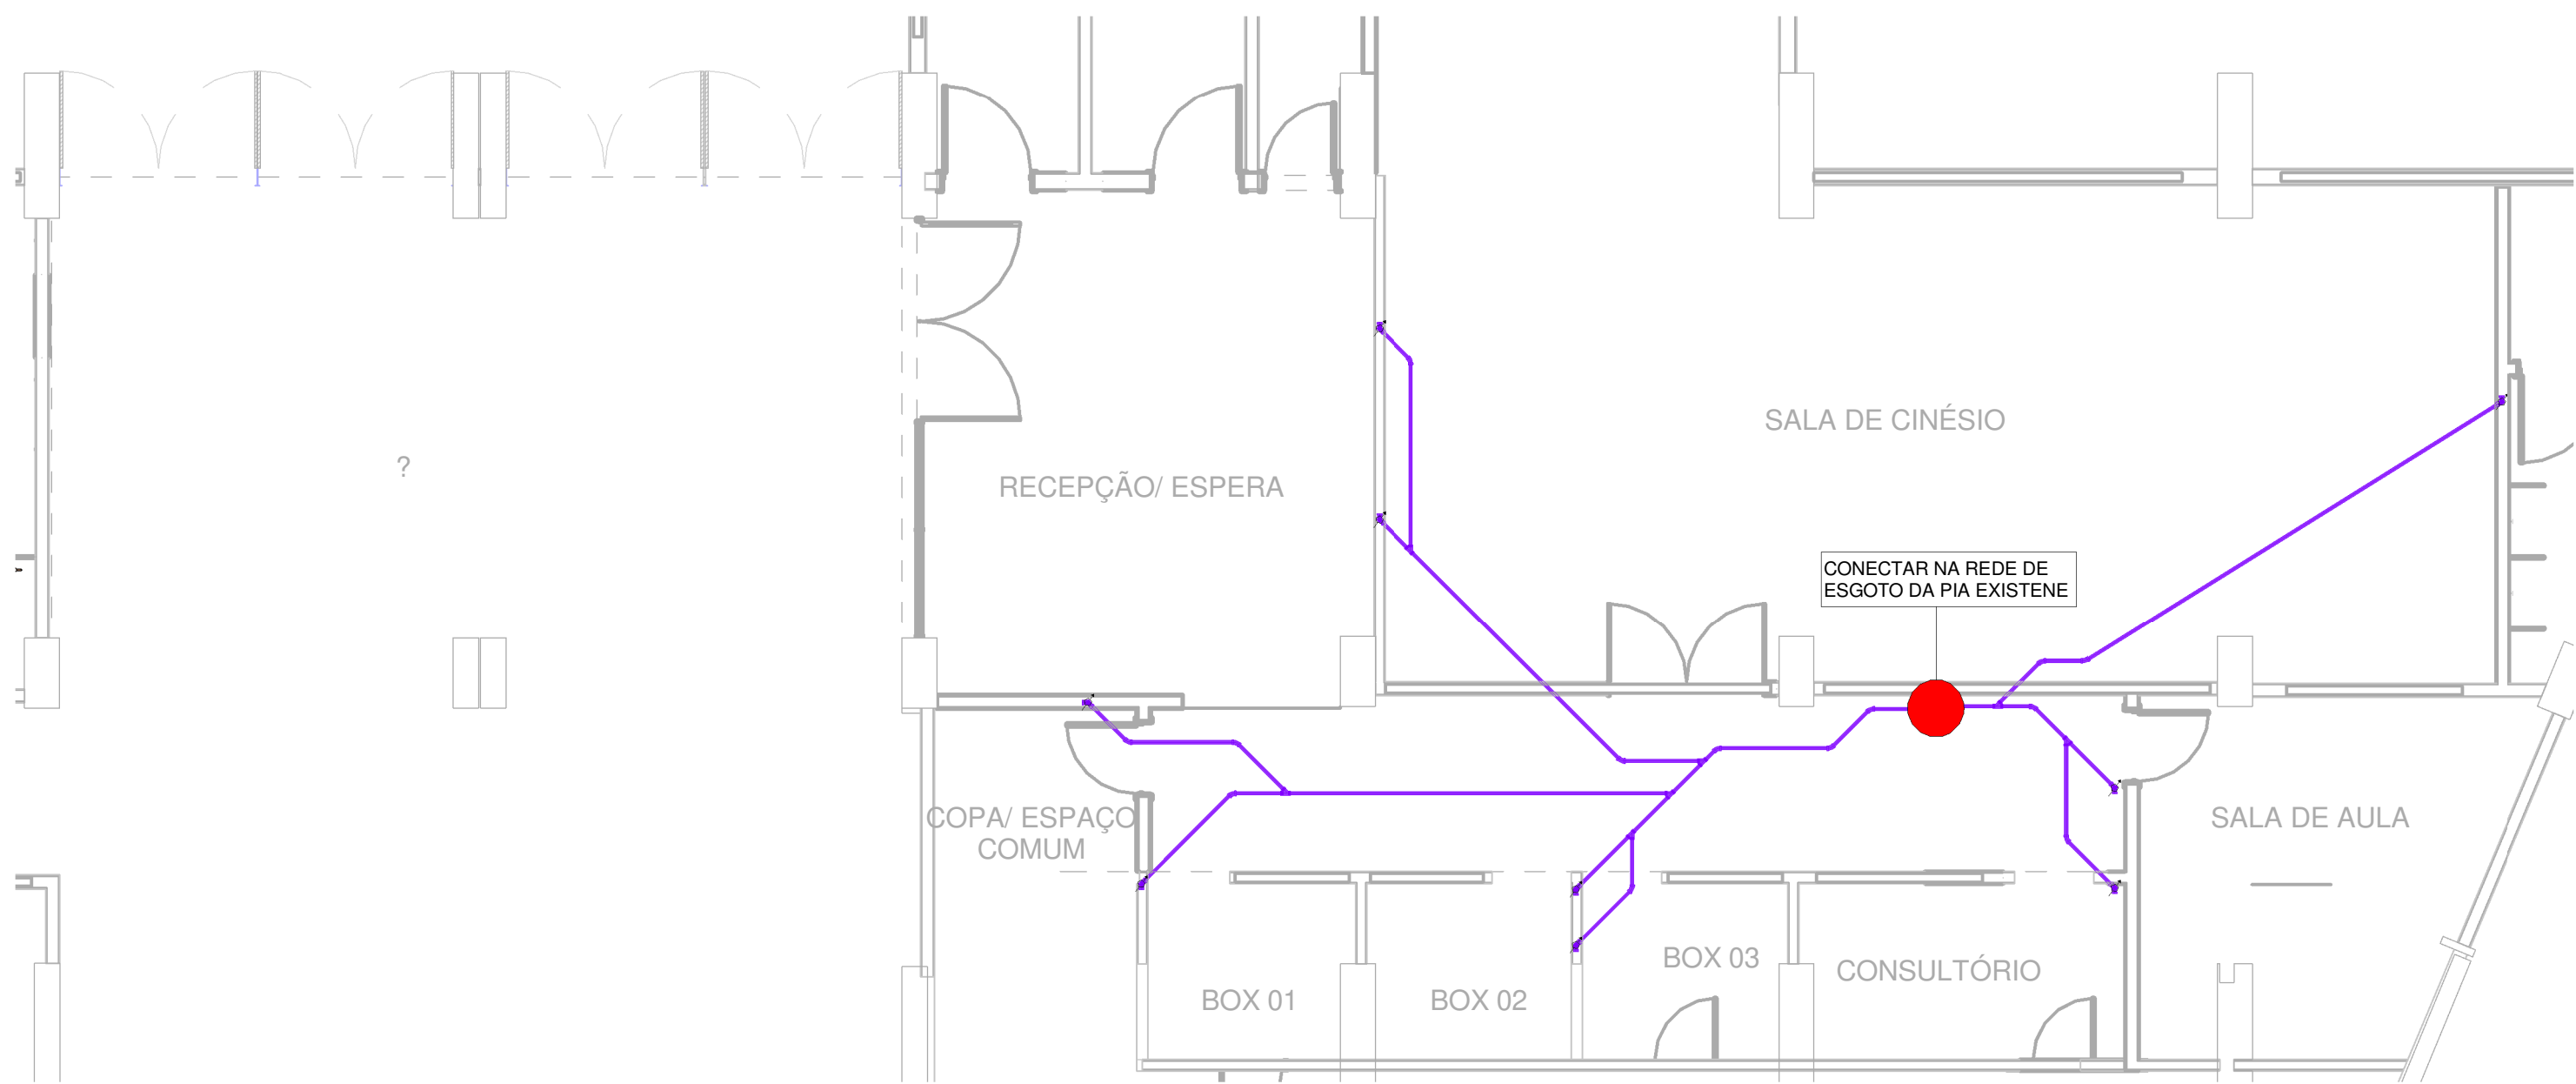 SALA DE CINÉSIO
?
RECEPÇÃO/ ESPERA
CONECTAR NA REDE DE
ESGOTO DA PIA EXISTENE
COPA/ ESPAÇO
COMUM
SALA DE AULA
BOX 03
CONSULTÓRIO
BOX 01
BOX 02